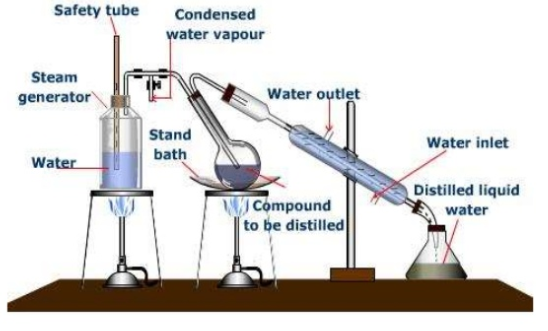 Safety tube
Condensed
water vapour
Steam
generator
Water outlet
Stand
bath
Water
Water inlet
Compound
to be distilled
Distilled liquid
water